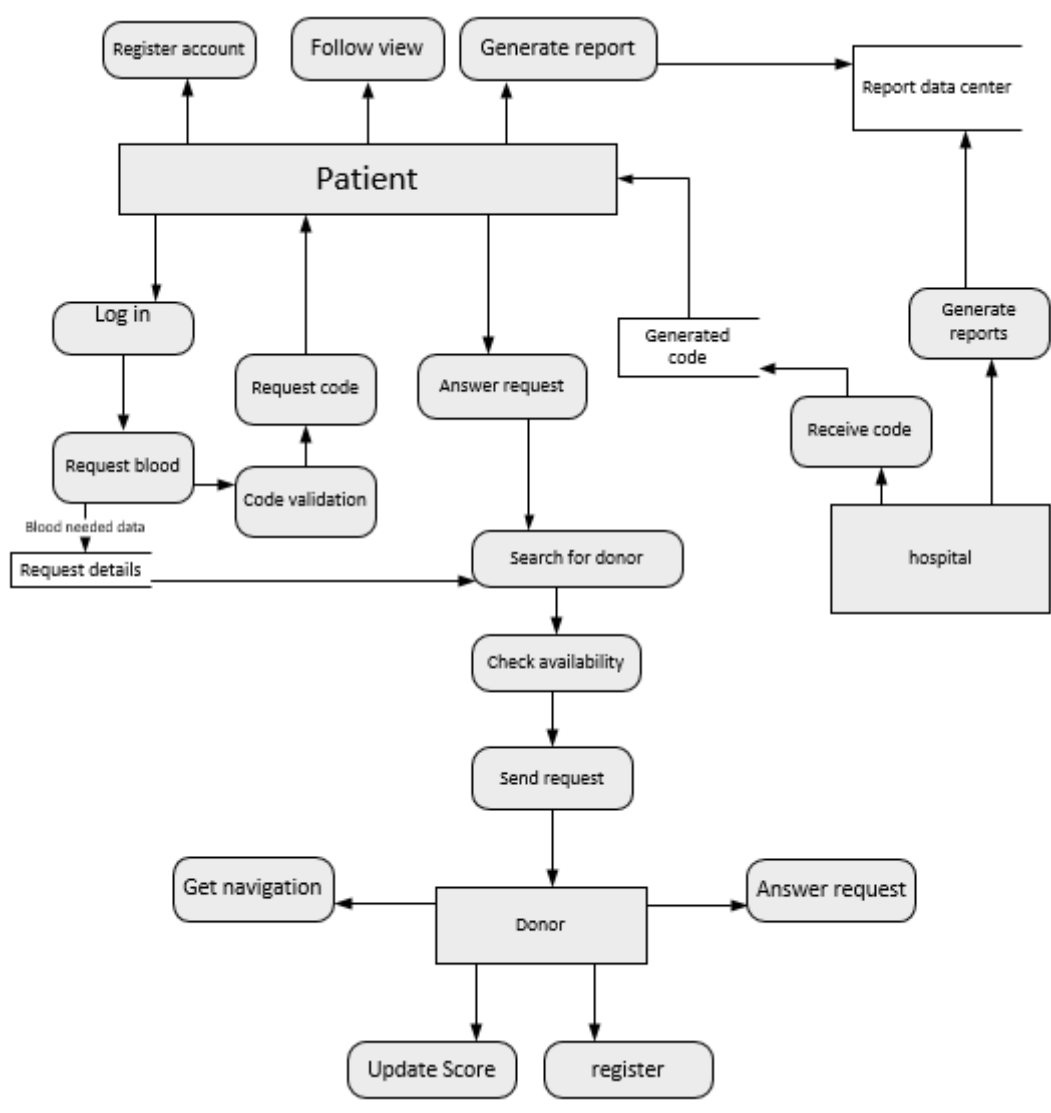 Register account
Follow view
Generate report
Report data center
Patient
Log in
Generated
code
Generate
reports
Request code
Answer request
Receive code
Request blood
Code validation
Blood needed data
Request details
Search for donor
hospital
Check availability
Send request
Get navigation
Answer request
Donor
Update Score
register